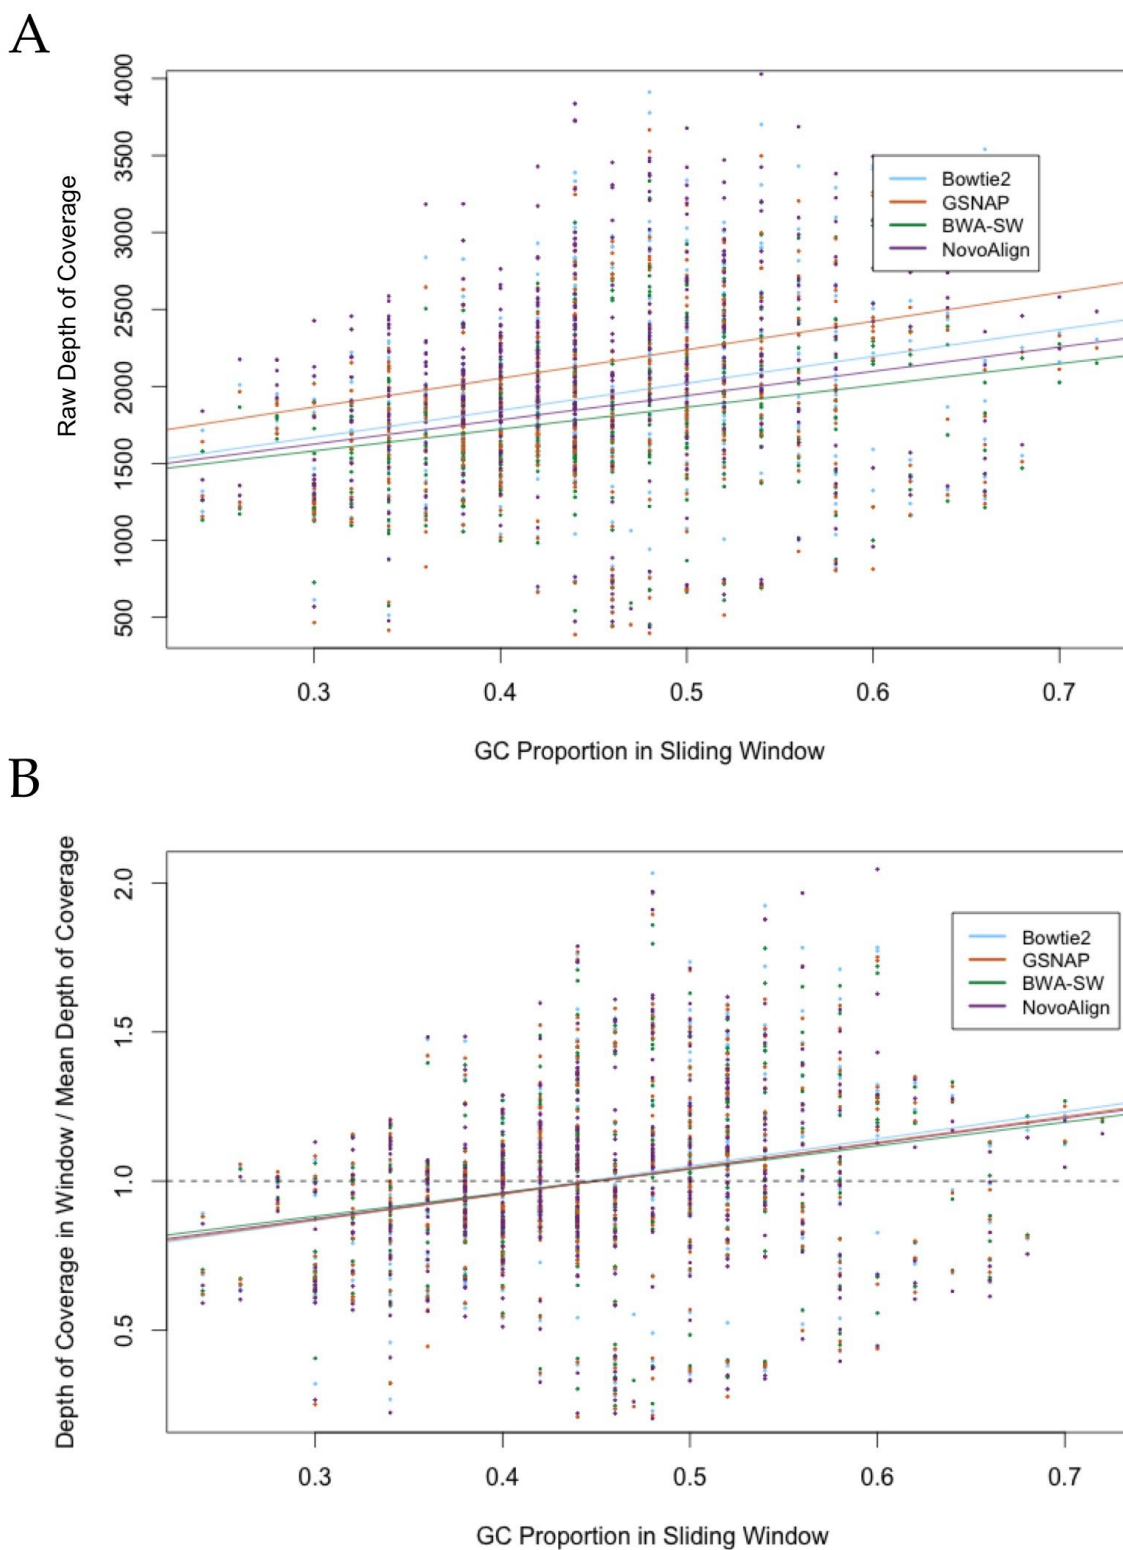 A
Raw Depth of Coverage
4000
3500
3000
2500
2000
1500
1000
500
Bowtie2
GSNAP
BWA-SW
NovoAlign
0.3 0.4 0.5 0.6 0.7
GC Proportion in Sliding Window
B
Depth of Coverage in Window / Mean Depth of Coverage
2.0
1.5
1.0
0.5
Bowtie2
GSNAP
BWA-SW
NovoAlign
0.3 0.4 0.5 0.6 0.7
GC Proportion in Sliding Window